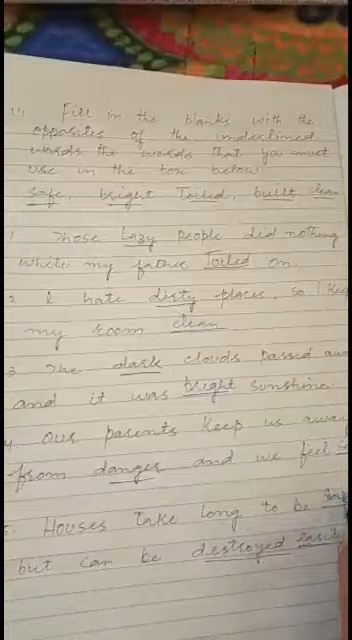 Fill in the blanks with the
opposites of the underlined
words the words that you must
use in the box below
safe, bright Toiled, built clean
1 Those Lazy people did nothing
while my father Toiled on
2 I hate dirty places, so I keep
my room clean
3 The dark clouds passed
and it was bright sunshine.
4. Our parents keep us away
from danger and we feel
5. Houses take long to be
but can be destroyed easily